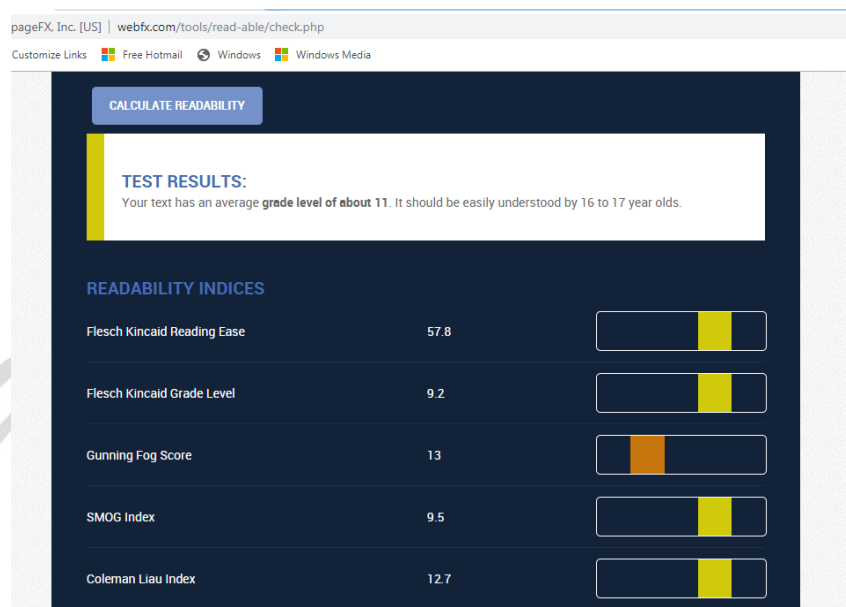 pageFX, Inc. [US] | webfx.com/tools/read-able/check.php
Customize Links Free Hotmail Windows Windows Media
CALCULATE READABILITY
TEST RESULTS:
Your text has an average grade level of about 11. It should be easily understood by 16 to 17 year olds.
READABILITY INDICES
Flesch Kincaid Reading Ease 57.8
Flesch Kincaid Grade Level 9.2
Gunning Fog Score 13
SMOG Index 9.5
Coleman Liau Index 12.7